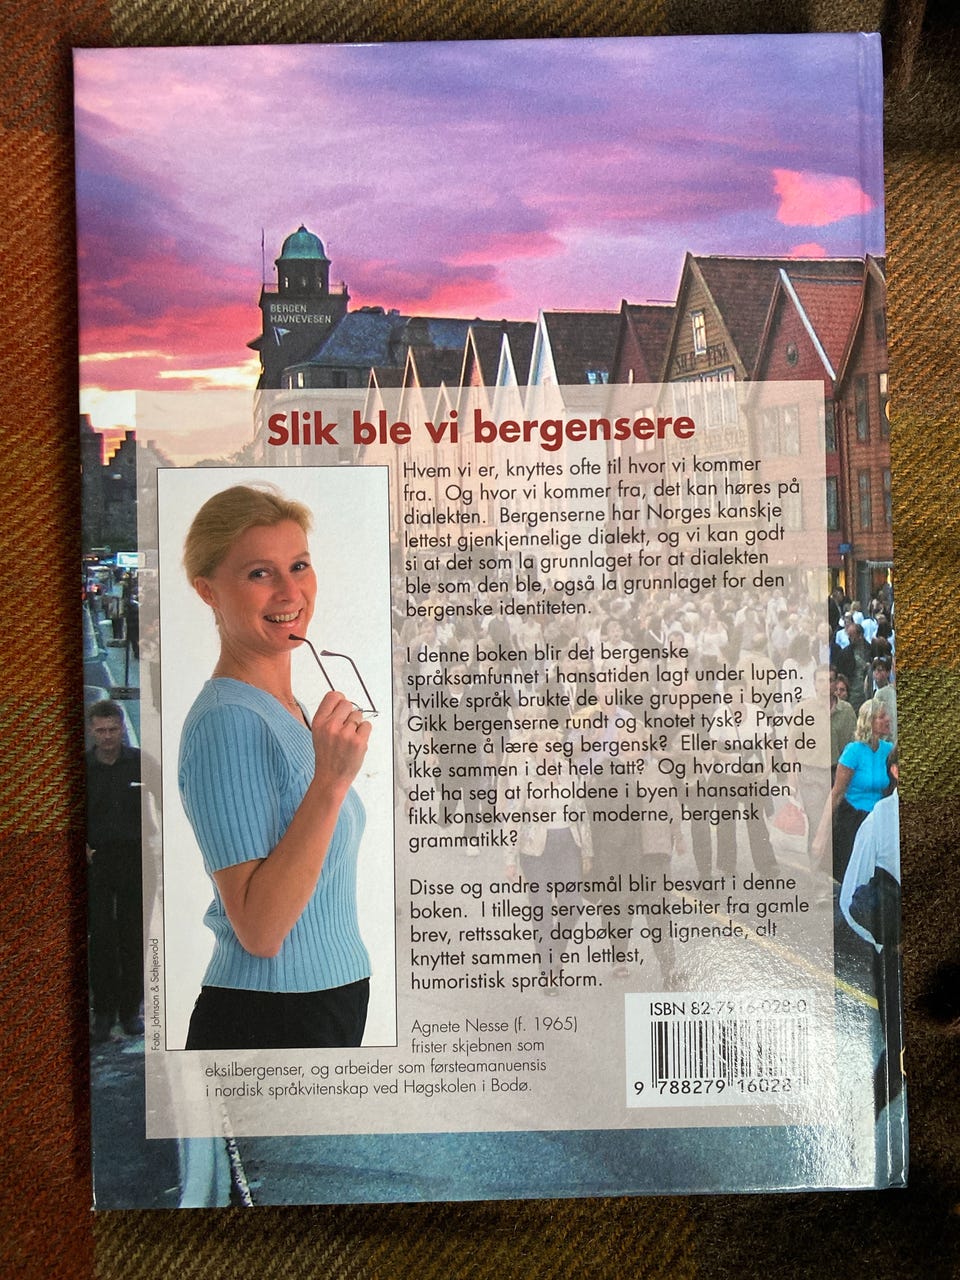 BERGEN
HAVNEVESEN
Slik ble vi bergensere
Hvem vi er, knyttes ofte til hvor vi kommer
fra. Og hvor vi kommer fra, det kan høres på
dialekten. Bergenserne har Norges kanskje
lettest gjenkjennelige dialekt, og vi kan godt
si at det som la grunnlaget for at dialekten
ble som den ble, også la grunnlaget for den
bergenske identiteten.
I denne boken blir det bergenske
språksamfunnet i hansatiden lagt under lupen.
Hvilke språk brukte de ulike gruppene i byen?
Gikk bergenserne rundt og knotet tysk? Prøvde
tyskerne å lære seg bergensk? Eller snakket de
ikke sammen i det hele tatt? Og hvordan kan
det ha seg at forholdene i byen i hansatiden
fikk konsekvenser for moderne, bergensk
grammatikk?
Disse og andre spørsmål blir besvart i denne
boken. I tillegg serveres smakebiter fra gamle
brev, rettssaker, dagbøker og lignende, alt
knyttet sammen i en lettlest,
humoristisk språkform.
Agnete Nesse (f. 1965)
frister skjebnen som
eksilbergenser, og arbeider som førsteamanuensis
i nordisk språkvitenskap ved Høgskolen i Bodø.
Foto: Johnson & Schjesvold
ISBN 82-7916-028-0
9 788279 160281